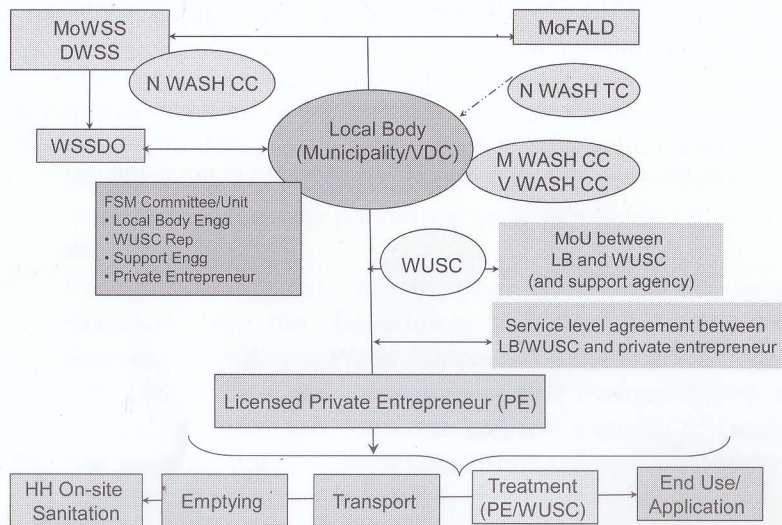 MoWSS
DWSS
MoFALD
N WASH CC
N WASH TC
WSSDO
Local Body
(Municipality/VDC)
M WASH CC
V WASH CC
FSM Committee/Unit
• Local Body Engg
• WUSC Rep
• Support Engg
• Private Entrepreneur
WUSC
MoU between
LB and WUSC
(and support agency)
Service level agreement between
LB/WUSC and private entrepreneur
Licensed Private Entrepreneur (PE)
HH On-site
Sanitation
Emptying
Transport
Treatment
(PE/WUSC)
End Use/
Application